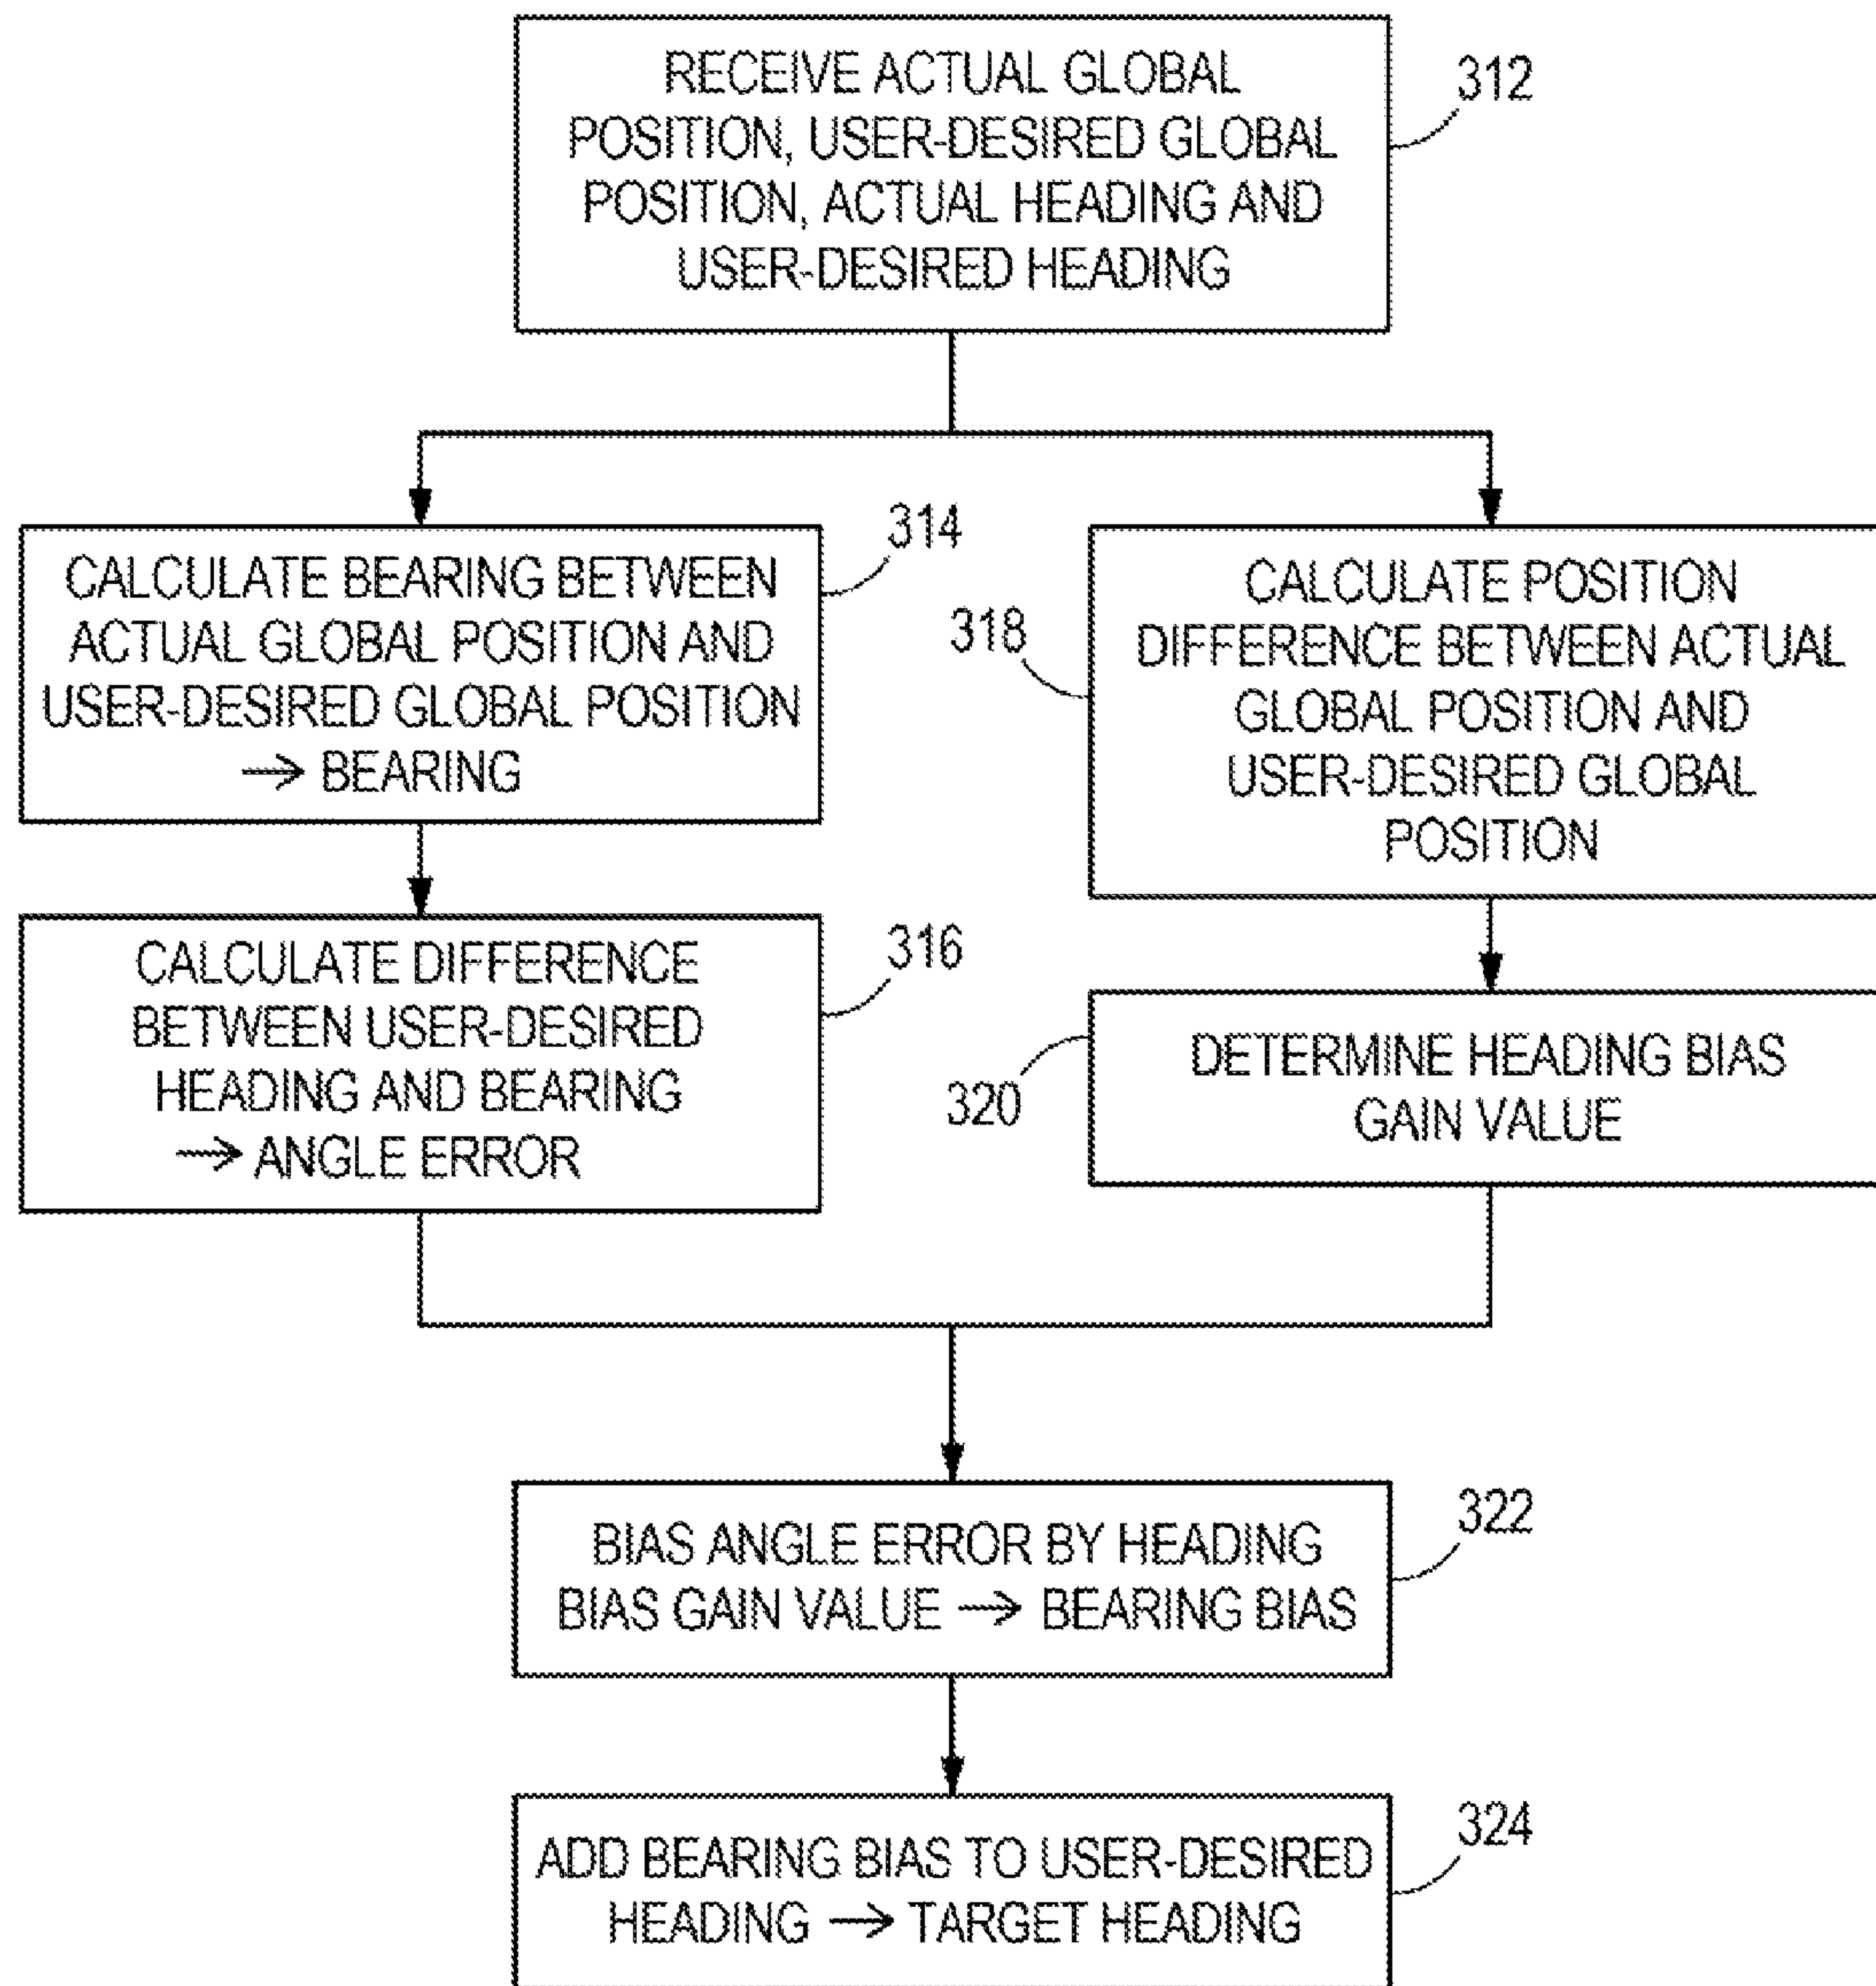 RECEIVE ACTUAL GLOBAL
POSITION, USER-DESIRED GLOBAL
POSITION, ACTUAL HEADING AND
USER-DESIRED HEADING
312
CALCULATE BEARING BETWEEN
ACTUAL GLOBAL POSITION AND
USER-DESIRED GLOBAL POSITION
→ BEARING
314
CALCULATE DIFFERENCE
BETWEEN USER-DESIRED
HEADING AND BEARING
→ ANGLE ERROR
316
CALCULATE POSITION
DIFFERENCE BETWEEN ACTUAL
GLOBAL POSITION AND
USER-DESIRED GLOBAL
POSITION
318
DETERMINE HEADING BIAS
GAIN VALUE
320
BIAS ANGLE ERROR BY HEADING
BIAS GAIN VALUE → BEARING BIAS
322
ADD BEARING BIAS TO USER-DESIRED
HEADING → TARGET HEADING
324